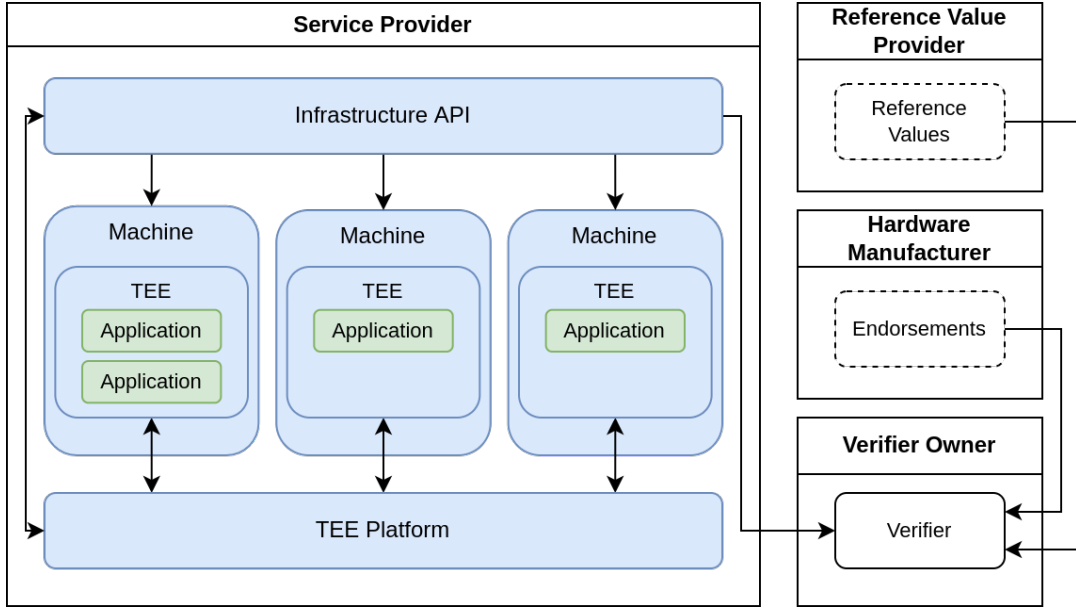 Service Provider
Infrastructure API
Machine
TEE
Application
Application
Machine
TEE
Application
Machine
TEE
Application
TEE Platform
Reference Value
Provider
Reference
Values
Hardware
Manufacturer
Endorsements
Verifier Owner
Verifier